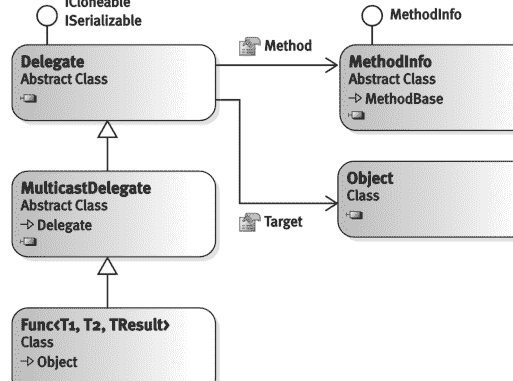 ICloneable
ISerializable
MethodInfo
Method
Delegate
Abstract Class
MethodInfo
Abstract Class
MethodBase
MulticastDelegate
Abstract Class
Delegate
Object
Class
Target
Func<T1, T2, TResult>
Class
Object